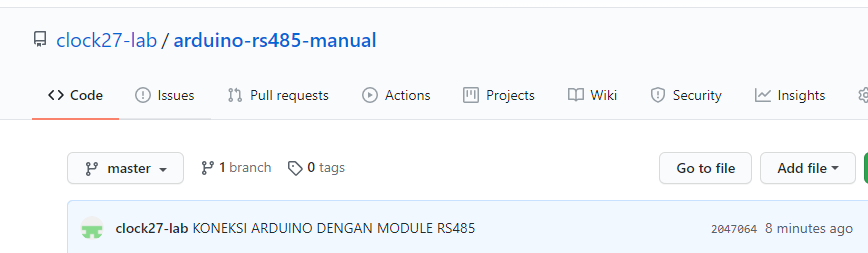 clock27-lab / arduino-rs485-manual
Code Issues Pull requests Actions Projects Wiki Security Insights
master 1 branch 0 tags Go to file Add file
clock27-lab KONEKSI ARDUINO DENGAN MODULE RS485 2047064 8 minutes ago